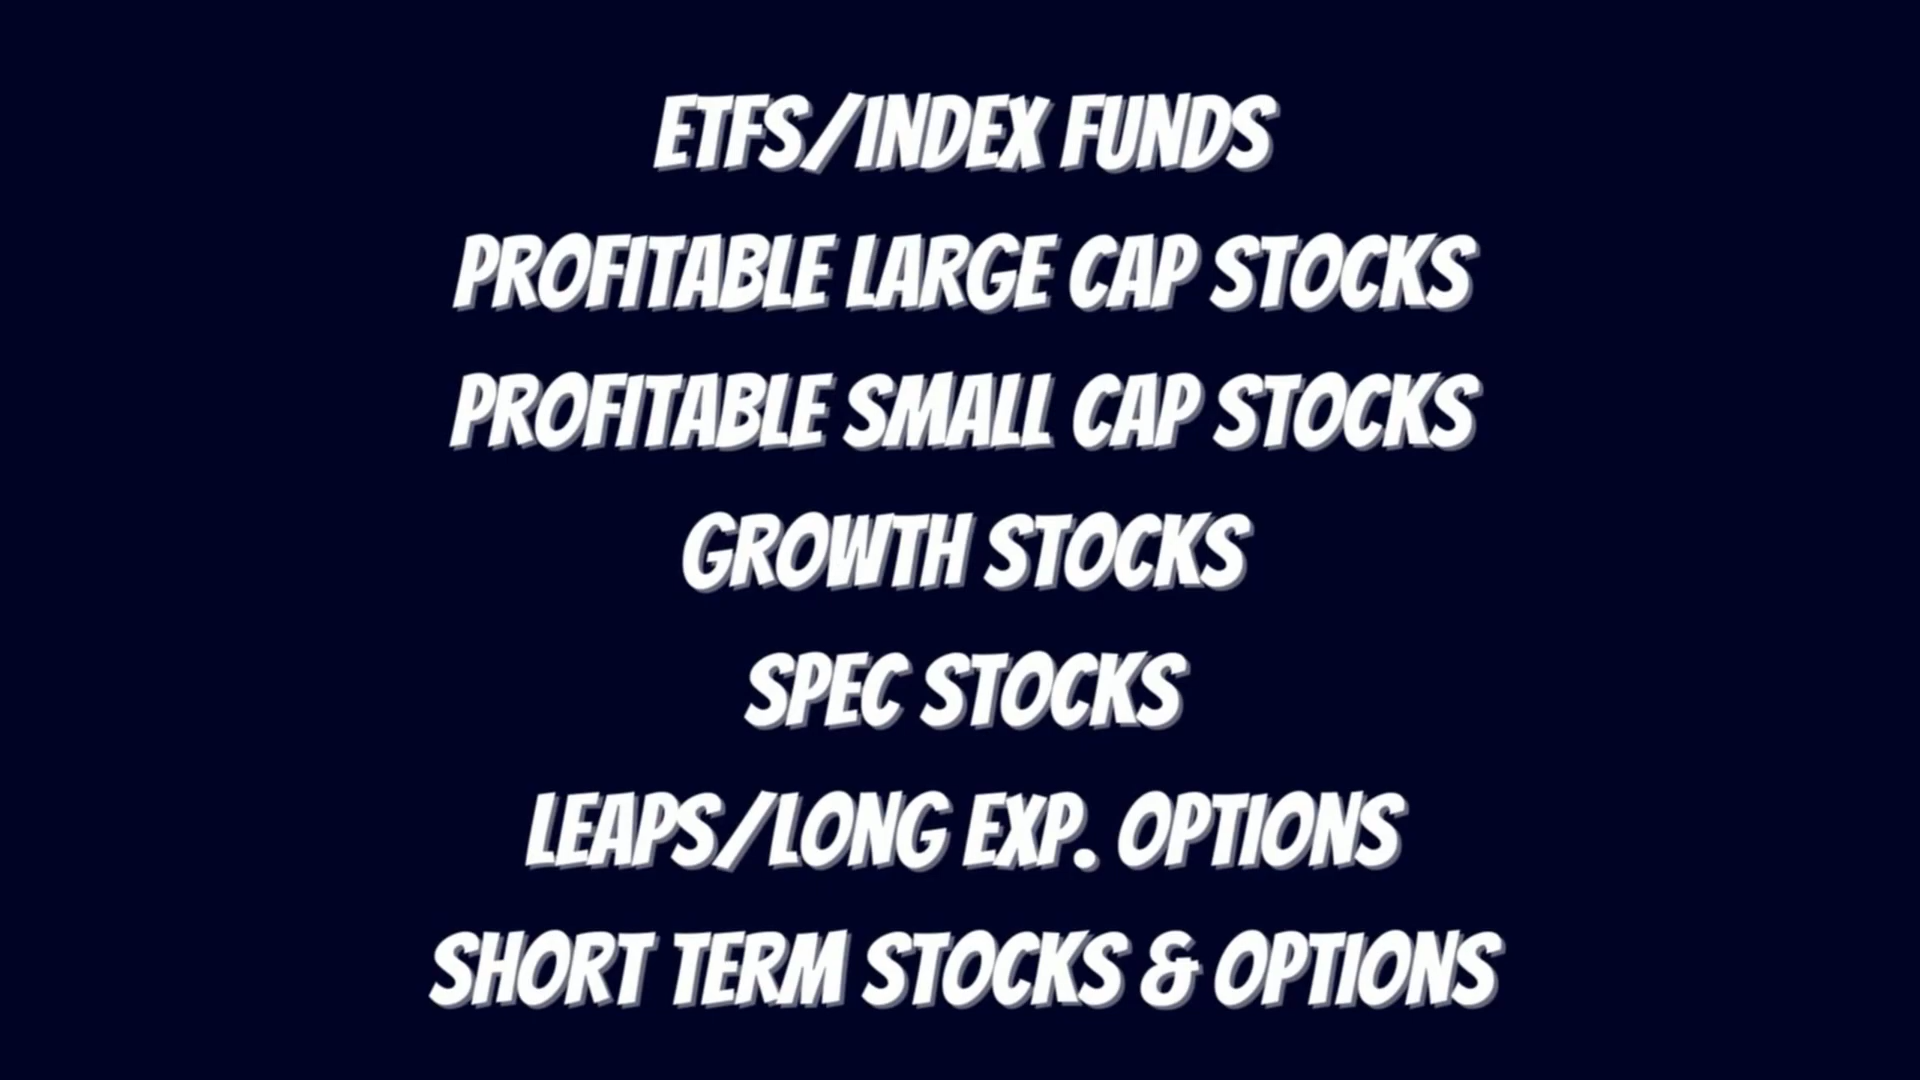 ETFS/INDEX FUNDS
PROFITABLE LARGE CAP STOCKS
PROFITABLE SMALL CAP STOCKS
GROWTH STOCKS
SPEC STOCKS
LEAPS/LONG EXP. OPTIONS
SHORT TERM STOCKS & OPTIONS